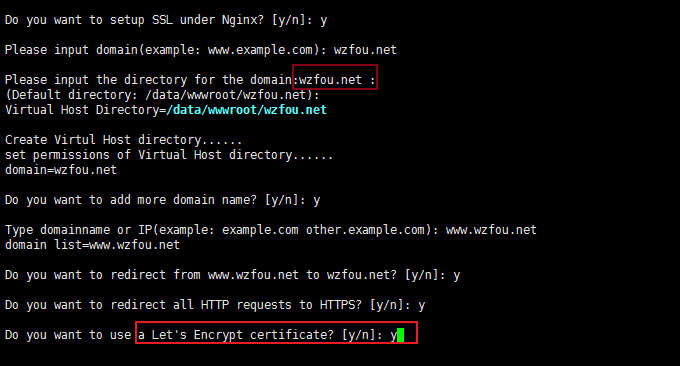 Do you want to setup SSL under Nginx? [y/n]: y
Please input domain(example: www.example.com): wzfou.net
Please input the directory for the domain:wzfou.net :
(Default directory: /data/wwwroot/wzfou.net):
Virtual Host Directory=/data/wwwroot/wzfou.net
Create Virtul Host directory......
set permissions of Virtual Host directory......
domain=wzfou.net
Do you want to add more domain name? [y/n]: y
Type domainname or IP(example: example.com other.example.com): www.wzfou.net
domain list=www.wzfou.net
Do you want to redirect from www.wzfou.net to wzfou.net? [y/n]: y
Do you want to redirect all HTTP requests to HTTPS? [y/n]: y
Do you want to use a Let's Encrypt certificate? [y/n]: y